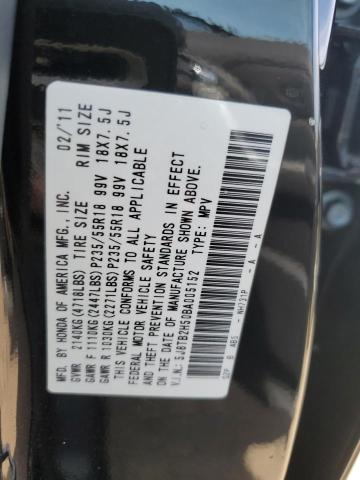 MFD. BY HONDA OF AMERICA MFG., INC. 02/'11
GVWR 2140KG(4718LBS) TIRE SIZE RIM SIZE
GAWR F 1110KG(2447LBS)P235/55R18 99V 18X7.5J
GAWR R 1030KG(2271LBS)P235/55R18 99V 18X7.5J
THIS VEHICLE CONFORMS TO ALL APPLICABLE
FEDERAL MOTOR VEHICLE SAFETY
AND THEFT PREVENTION STANDARDS IN EFFECT
ON THE DATE OF MANUFACTURE SHOWN ABOVE.
V.I.N.: 5J8TB2H50BA005152 TYPE: MPV
B ABS NH731P - A - A